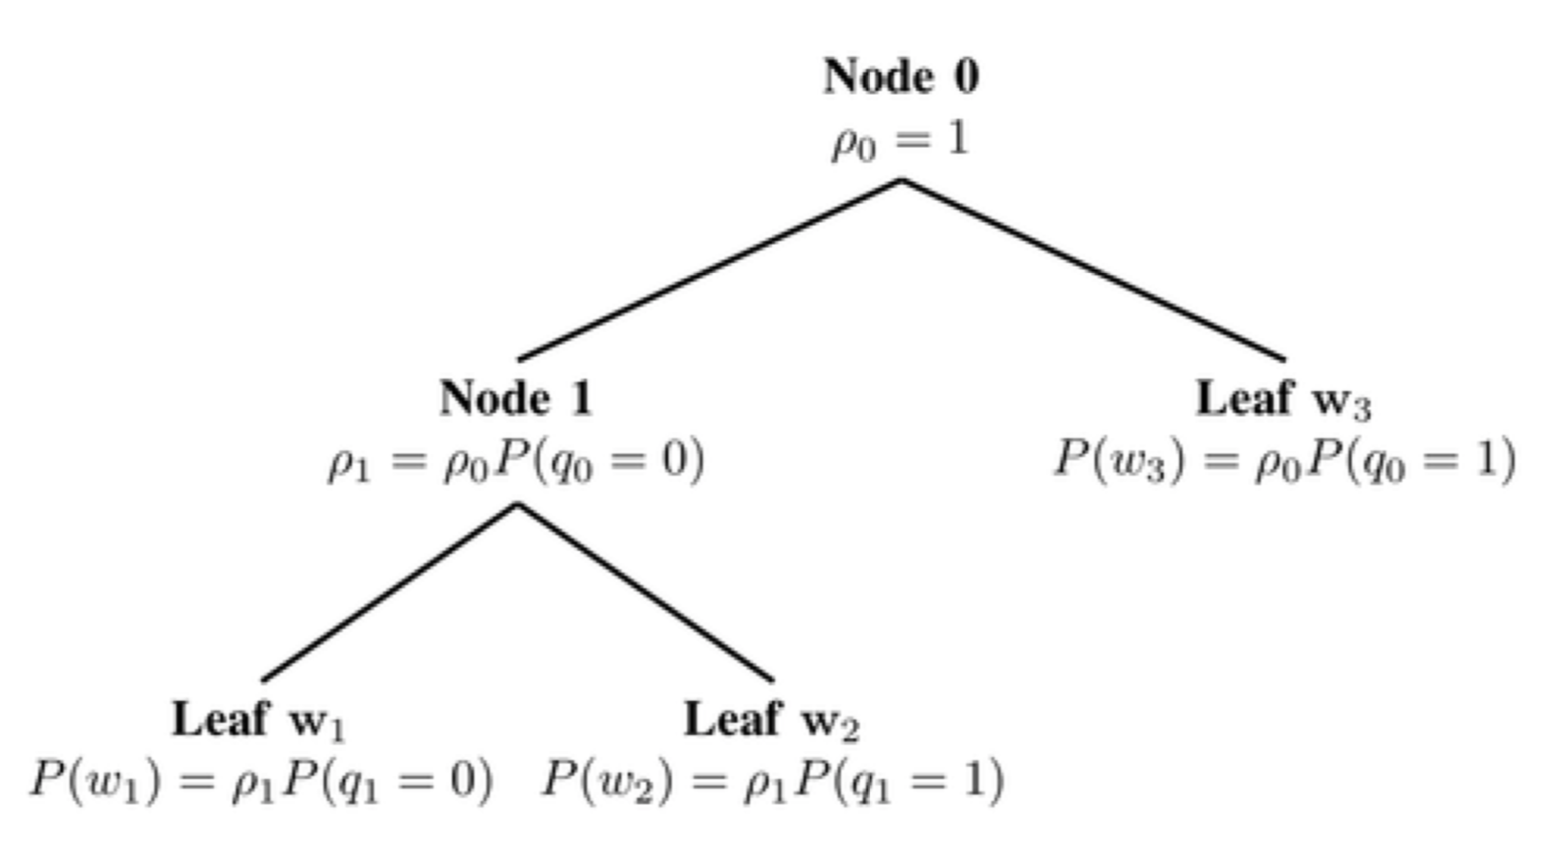 Node 0
ρ₀ = 1
Node 1
ρ₁ = ρ₀P(q₀ = 0)
Leaf w₃
P(w₃) = ρ₀P(q₀ = 1)
Leaf w₁
P(w₁) = ρ₁P(q₁ = 0)
Leaf w₂
P(w₂) = ρ₁P(q₁ = 1)